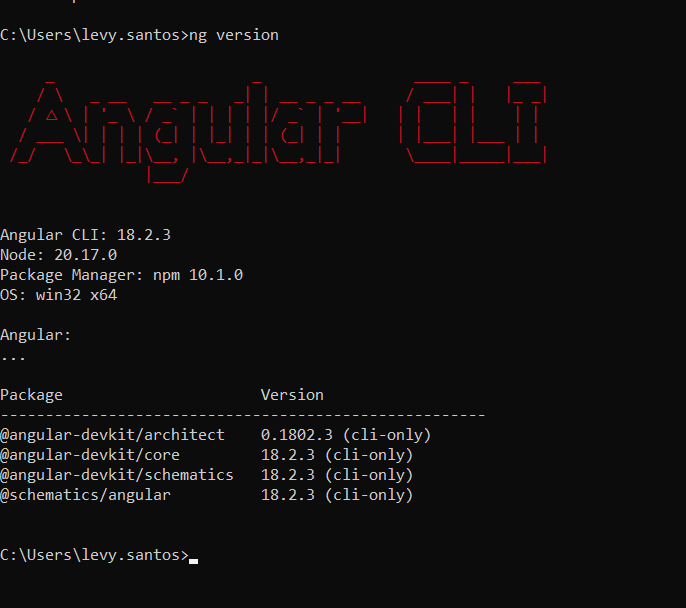 C:\Users\levy.santos>ng version
Angular CLI
Angular CLI: 18.2.3
Node: 20.17.0
Package Manager: npm 10.1.0
OS: win32 x64
Angular:
...
Package Version
------------------------------------------------------
@angular-devkit/architect 0.1802.3 (cli-only)
@angular-devkit/core 18.2.3 (cli-only)
@angular-devkit/schematics 18.2.3 (cli-only)
@schematics/angular 18.2.3 (cli-only)
C:\Users\levy.santos>